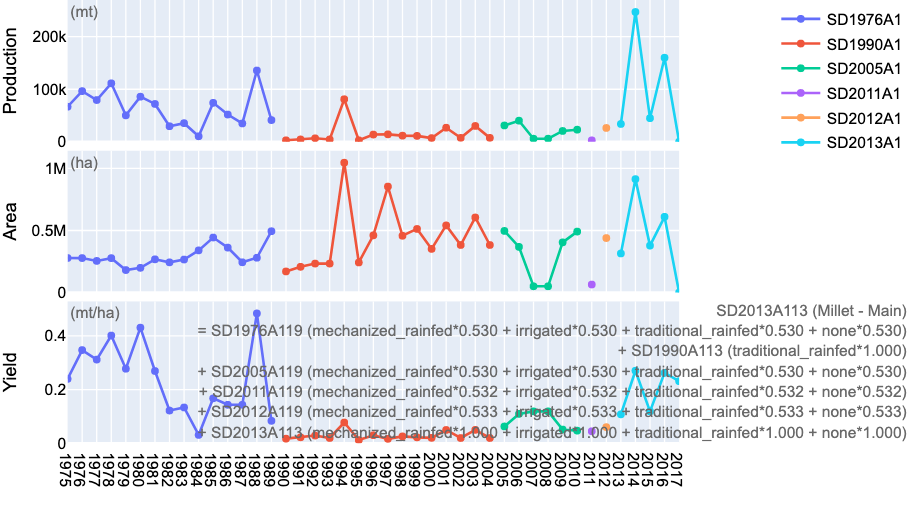 (mt)
Production
200k
100k
0
SD1976A1
SD1990A1
SD2005A1
SD2011A1
SD2012A1
SD2013A1
(ha)
Area
1M
0.5M
0
(mt/ha)
Yield
0.4
0.2
0
SD2013A113 (Millet - Main)
= SD1976A119 (mechanized_rainfed*0.530 + irrigated*0.530 + traditional_rainfed*0.530 + none*0.530)
+ SD1990A113 (traditional_rainfed*1.000)
+ SD2005A119 (mechanized_rainfed*0.530 + irrigated*0.530 + traditional_rainfed*0.530 + none*0.530)
+ SD2011A119 (mechanized_rainfed*0.532 + irrigated*0.532 + traditional_rainfed*0.532 + none*0.532)
+ SD2012A119 (mechanized_rainfed*0.533 + irrigated*0.533 + traditional_rainfed*0.533 + none*0.533)
+ SD2013A113 (mechanized_rainfed*1.000 + irrigated*1.000 + traditional_rainfed*1.000 + none*1.000)
1975
1976
1977
1978
1979
1980
1981
1982
1983
1984
1985
1986
1987
1988
1989
1990
1992
1993
1994
1995
1996
1997
1998
1999
2000
2001
2002
2003
2004
2005
2006
2007
2008
2009
2010
2011
2012
2013
2014
2015
2016
2017